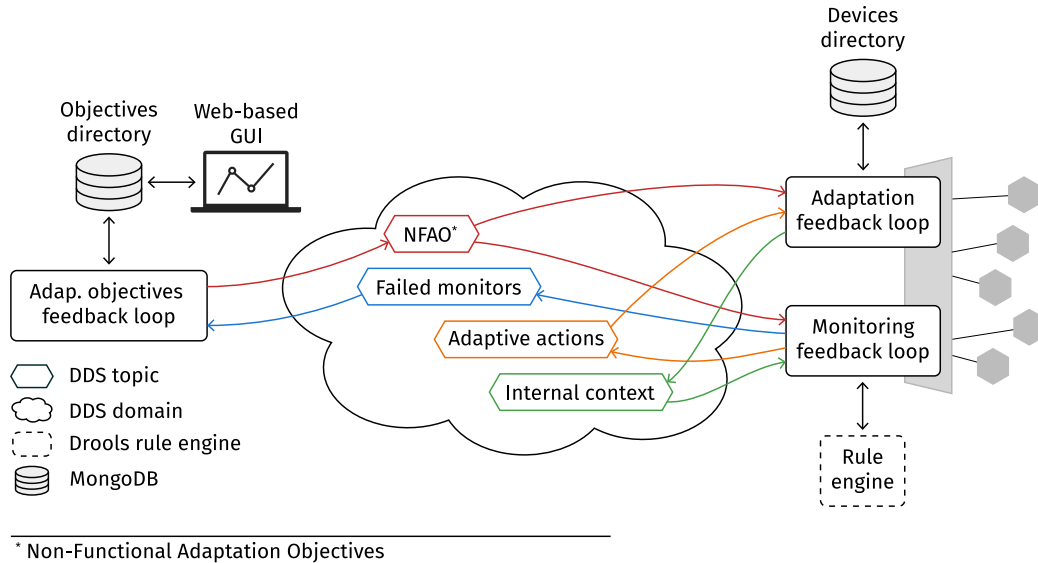 Devices
directory
Objectives
directory
Web-based
GUI
Adaptation
feedback loop
NFAO*
Failed monitors
Adap. objectives
feedback loop
Adaptive actions
Monitoring
feedback loop
Internal context
DDS topic
DDS domain
Drools rule engine
MongoDB
Rule
engine
* Non-Functional Adaptation Objectives